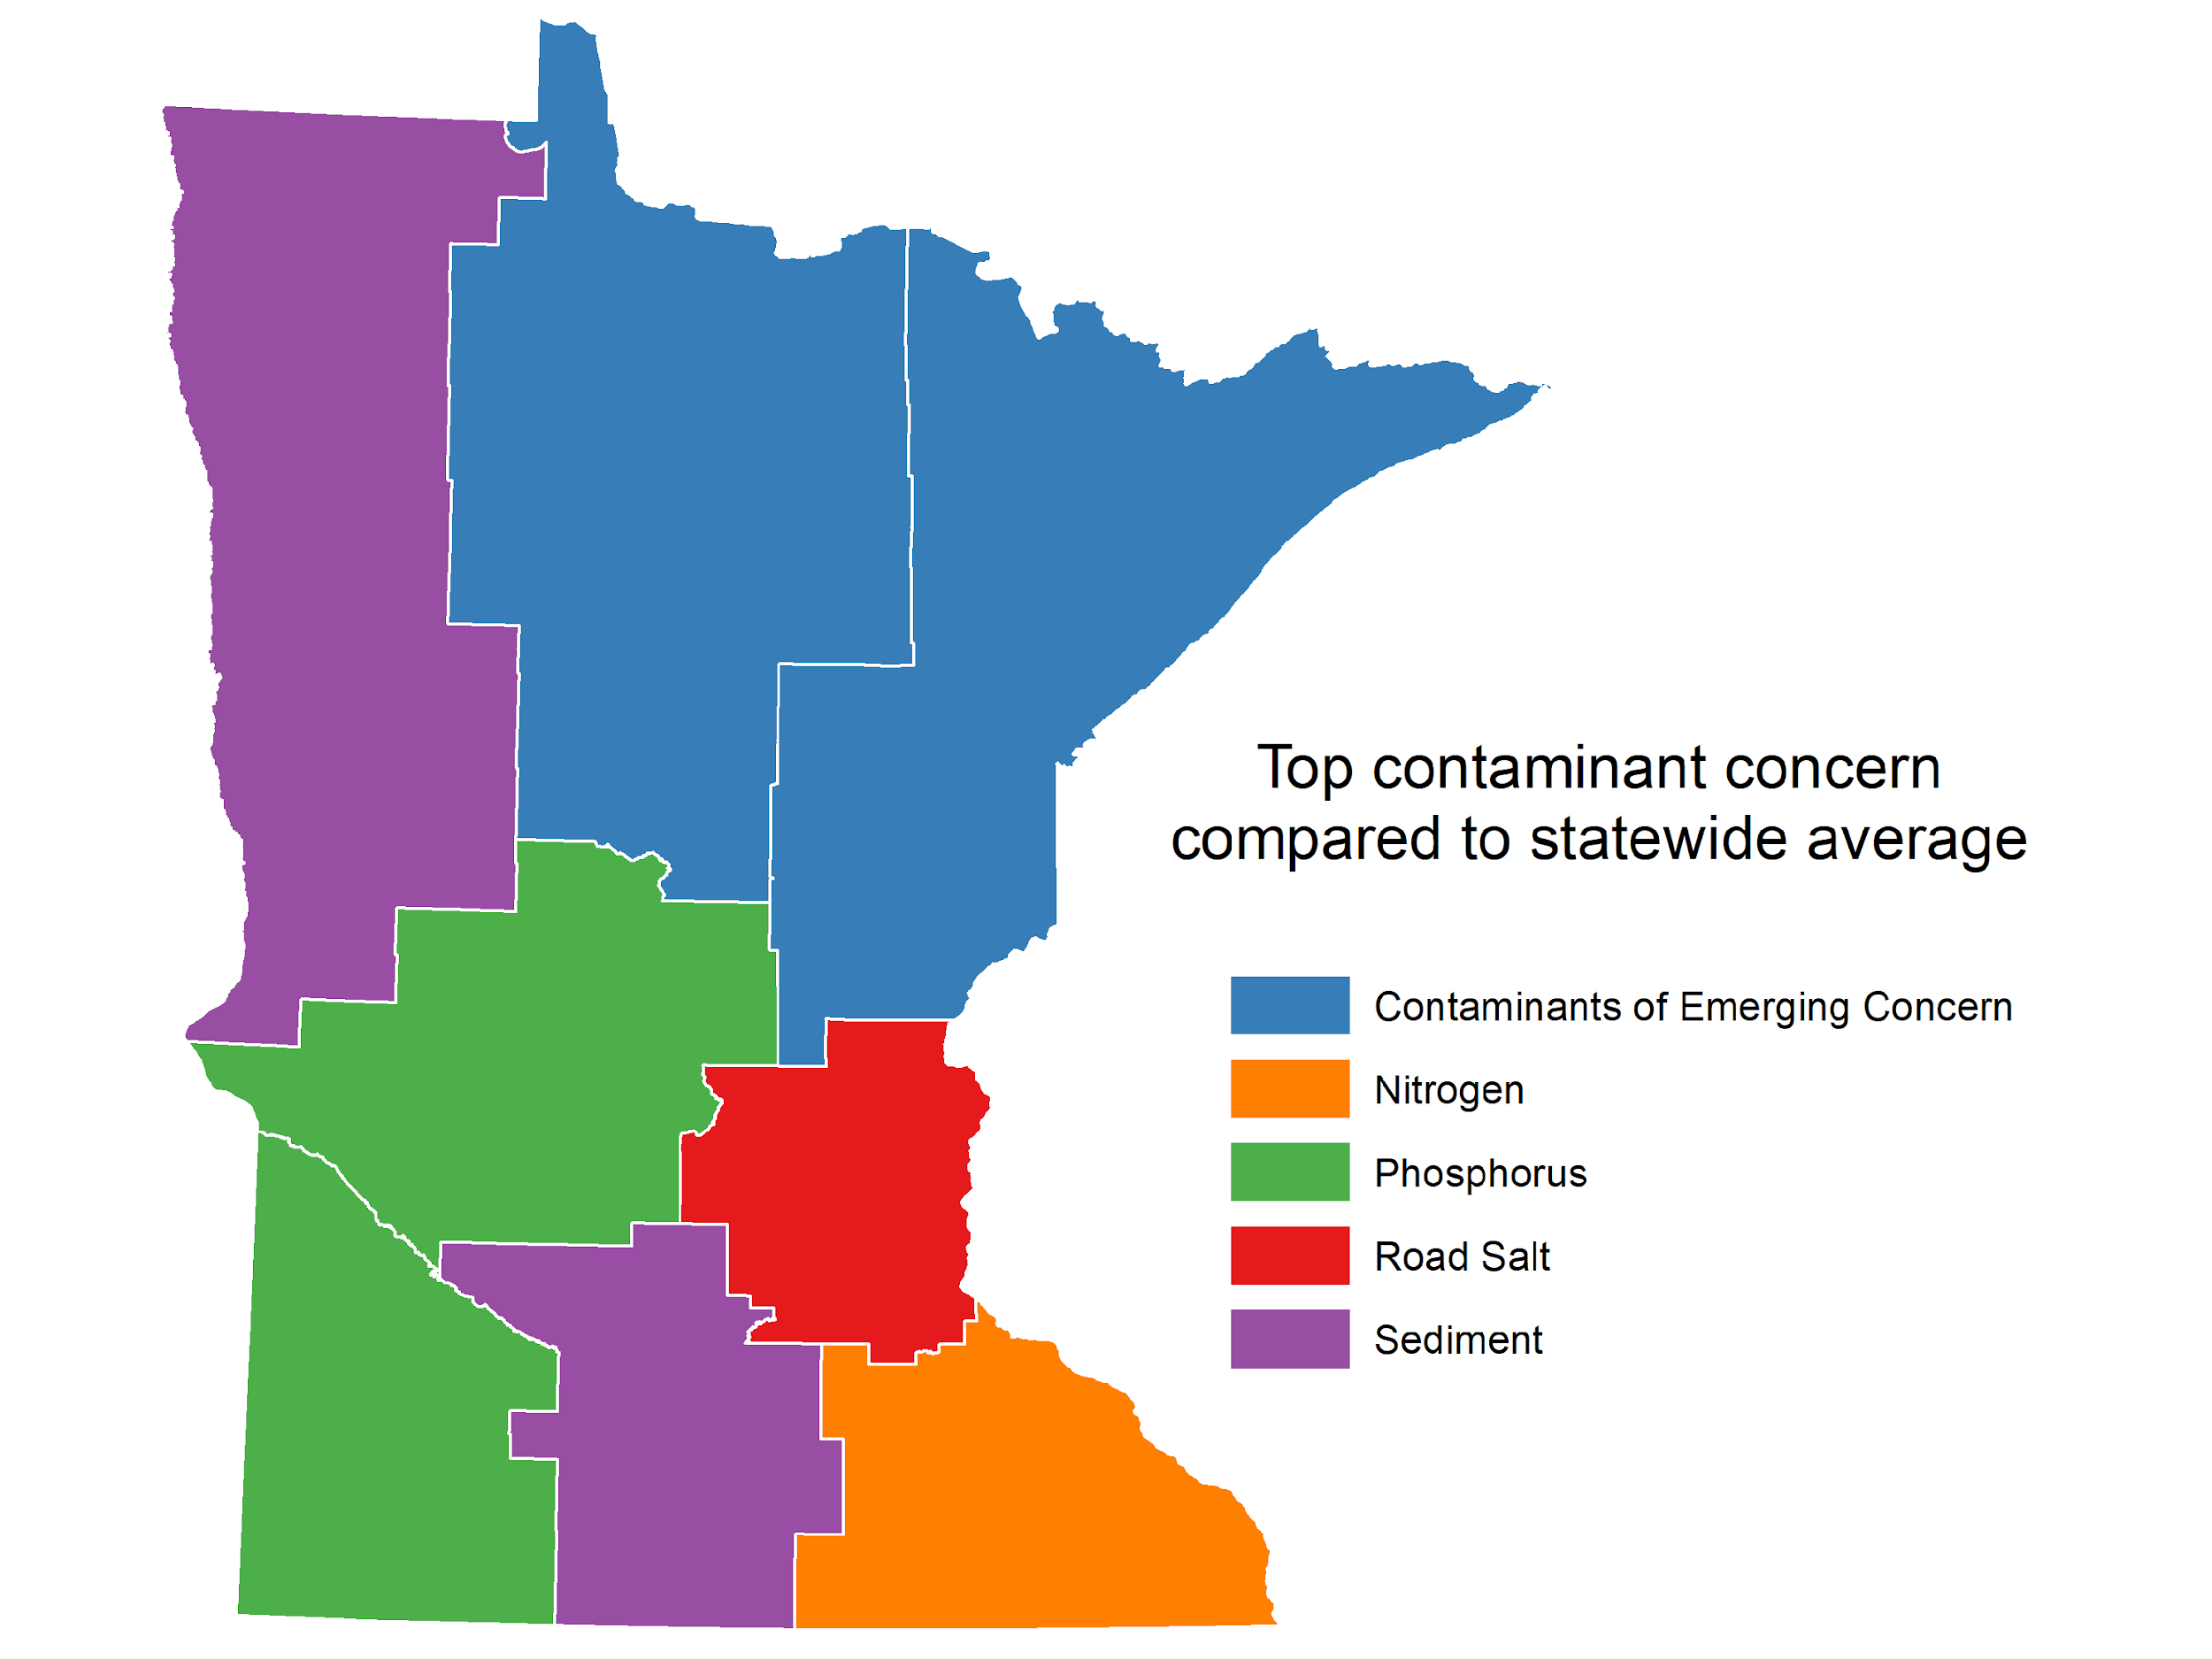 Top contaminant concern
compared to statewide average
Contaminants of Emerging Concern
Nitrogen
Phosphorus
Road Salt
Sediment